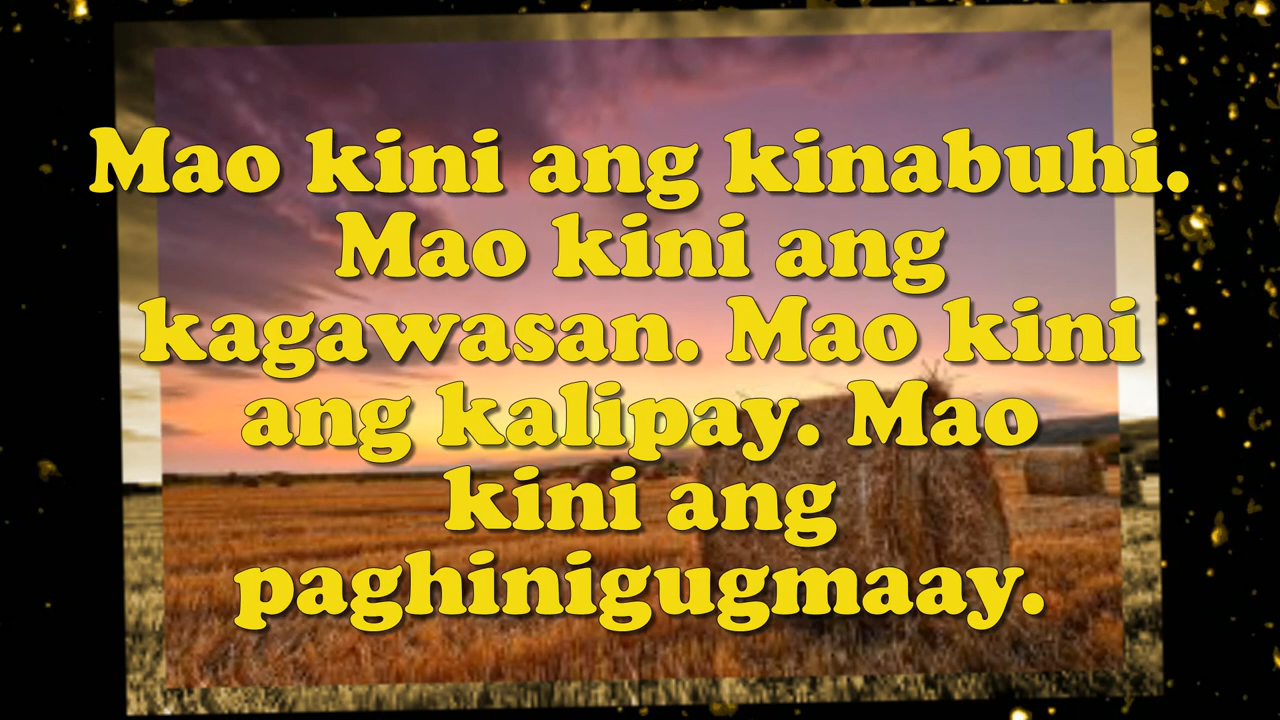 Mao kini ang kinabuhi.
Mao kini ang
kagawasan. Mao kini
ang kalipay. Mao
kini ang
paghinigugmaay.